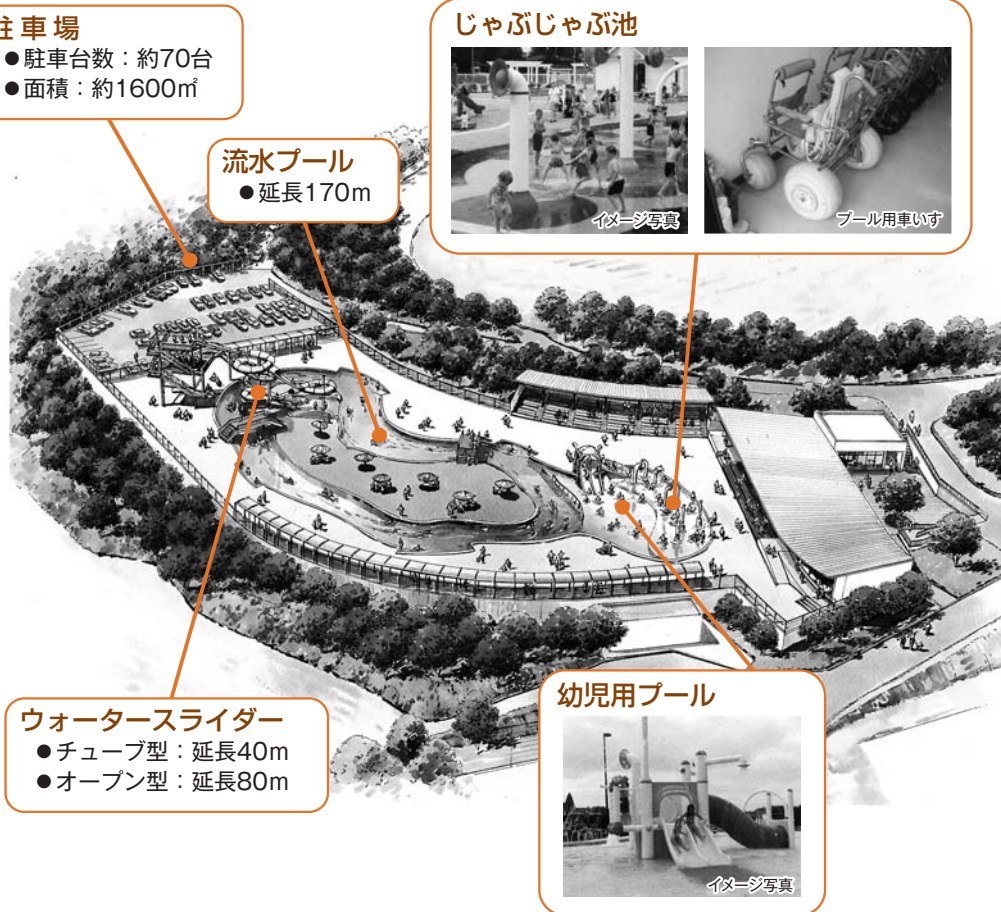 駐車場
●駐車台数：約70台
●面積：約1600㎡
流水プール
●延長170m
じゃぶじゃぶ池
イメージ写真
プール用車いす
ウォータースライダー
●チューブ型：延長40m
●オープン型：延長80m
幼児用プール
イメージ写真